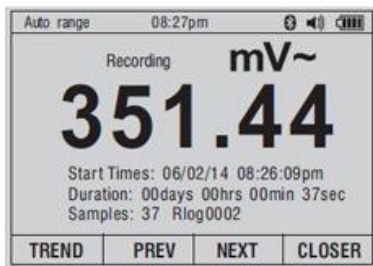 Auto range 08:27pm
Recording mV~
351.44
Start Times: 06/02/14 08:26:09pm
Duration: 00days 00hrs 00min 37sec
Samples: 37 Rlog0002
TREND PREV NEXT CLOSER